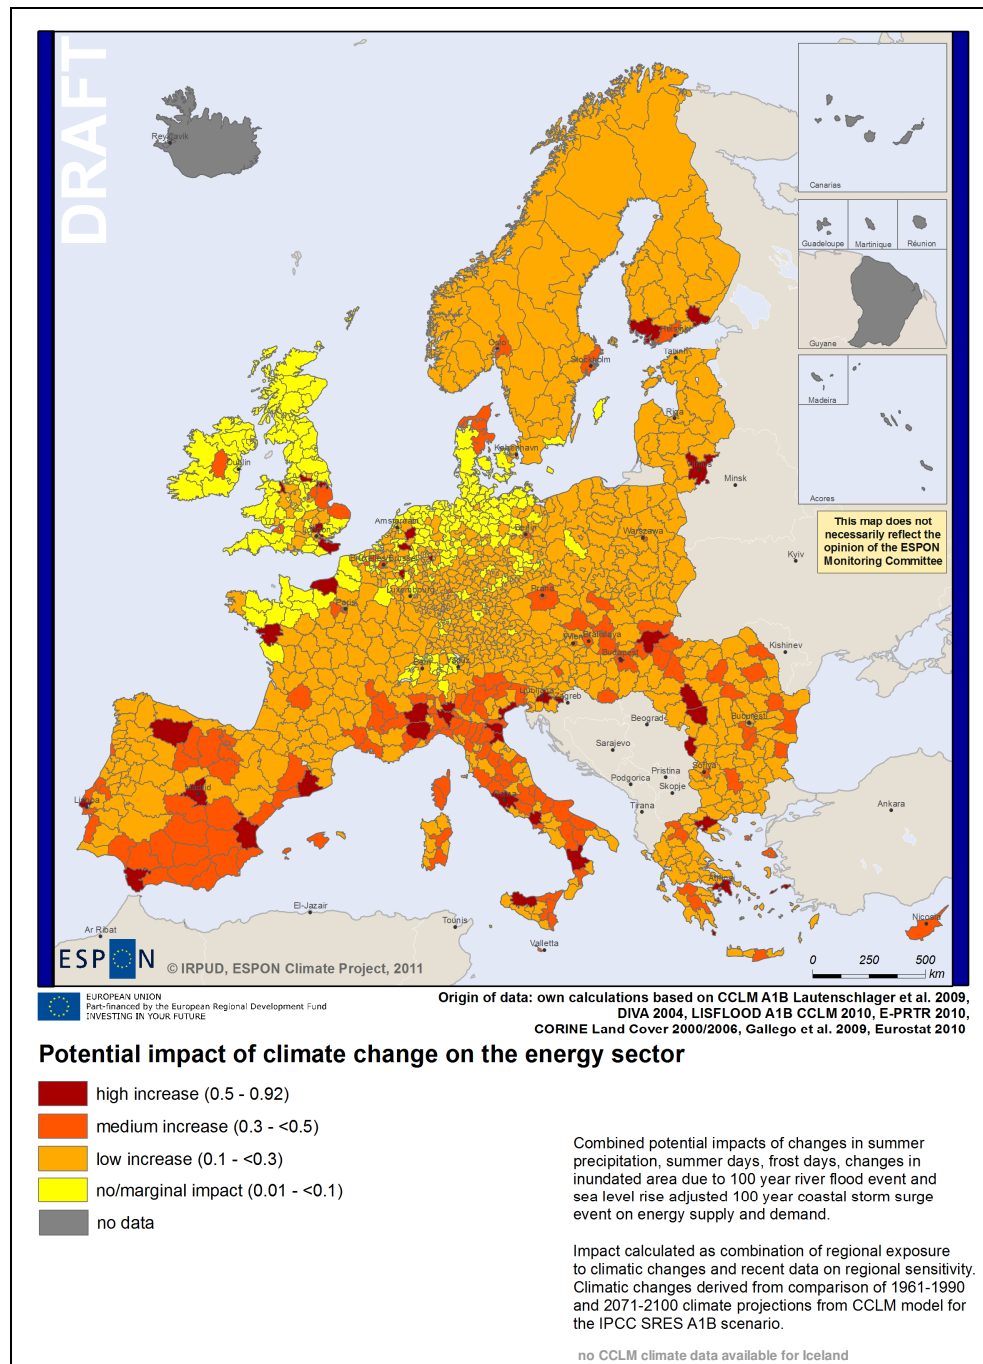 DRAFT
Reykjavik
Canarias
Guadeloupe
Martinique
Réunion
Guyane
Madeira
Acores
This map does not
necessarily reflect the
opinion of the ESPON
Monitoring Committee
Oslo
Stockholm
Helsinki
Tallinn
Riga
København
Vilnius
Minsk
Dublin
London
Amsterdam
Berlin
Warszawa
Kyiv
Luxembourg
Paris
Praha
Wien
Bratislava
Budapest
Kishinev
Bern
Vaduz
Ljubljana
Zagreb
Beograd
Bucuresti
Sarajevo
Pristina
Sofiya
Podgorica
Skopje
Tirana
Ankara
Lisboa
Madrid
Roma
Athinai
Nicosia
El-Jazair
Tounis
Ar Ribat
Valletta
ESPON
© IRPUD, ESPON Climate Project, 2011
0 250 500
km
EUROPEAN UNION
Part-financed by the European Regional Development Fund
INVESTING IN YOUR FUTURE
Origin of data: own calculations based on CCLM A1B Lautenschlager et al. 2009,
DIVA 2004, LISFLOOD A1B CCLM 2010, E-PRTR 2010,
CORINE Land Cover 2000/2006, Gallego et al. 2009, Eurostat 2010
Potential impact of climate change on the energy sector
high increase (0.5 - 0.92)
medium increase (0.3 - <0.5)
low increase (0.1 - <0.3)
no/marginal impact (0.01 - <0.1)
no data
Combined potential impacts of changes in summer
precipitation, summer days, frost days, changes in
inundated area due to 100 year river flood event and
sea level rise adjusted 100 year coastal storm surge
event on energy supply and demand.
Impact calculated as combination of regional exposure
to climatic changes and recent data on regional sensitivity.
Climatic changes derived from comparison of 1961-1990
and 2071-2100 climate projections from CCLM model for
the IPCC SRES A1B scenario.
no CCLM climate data available for Iceland